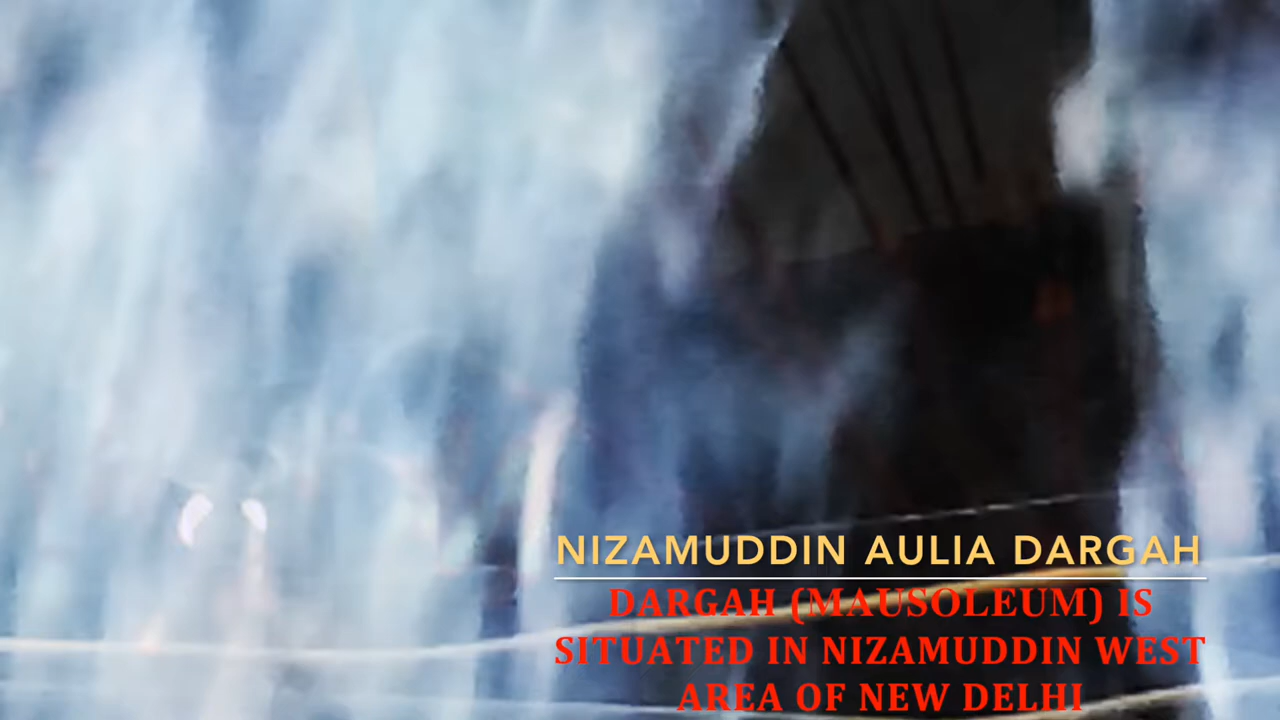 NIZAMUDDIN AULIA DARGAH
DARGAH (MAUSOLEUM) IS
SITUATED IN NIZAMUDDIN WEST
AREA OF NEW DELHI